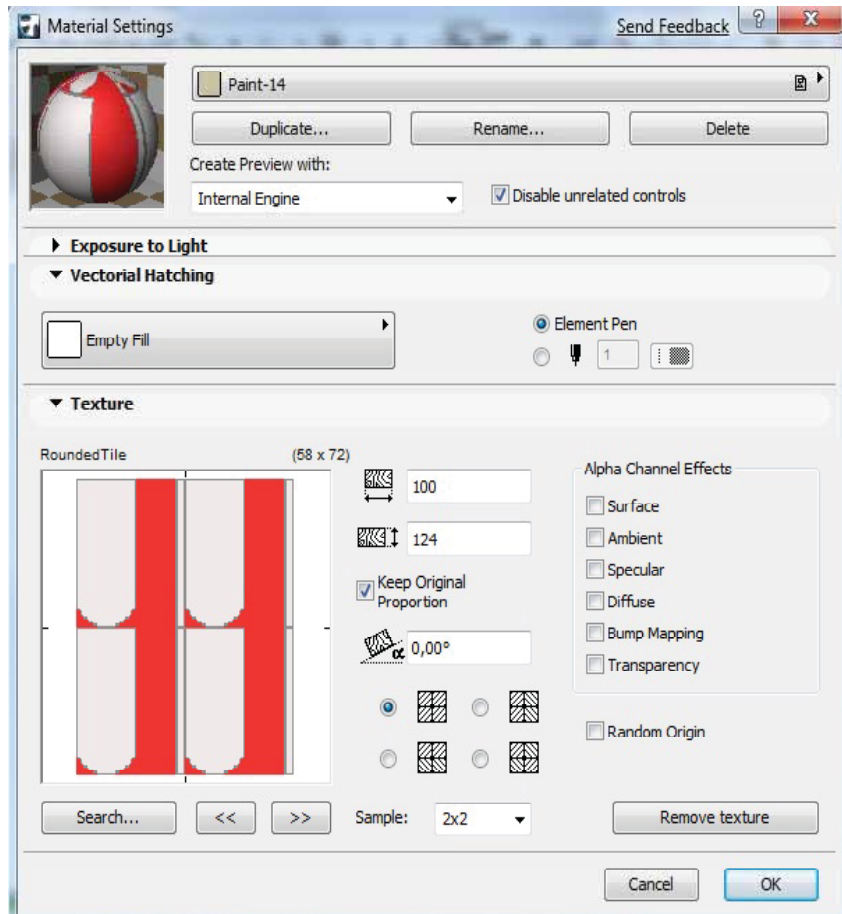 Material Settings
Send Feedback
?
X
Paint-14
Duplicate...
Rename...
Delete
Create Preview with:
Internal Engine
Disable unrelated controls
Exposure to Light
Vectorial Hatching
Empty Fill
Element Pen
1
Texture
RoundedTile
(58 x 72)
100
124
Keep Original
Proportion
α
0,00°
Alpha Channel Effects
Surface
Ambient
Specular
Diffuse
Bump Mapping
Transparency
Random Origin
Search...
<<
>>
Sample:
2x2
Remove texture
Cancel
OK